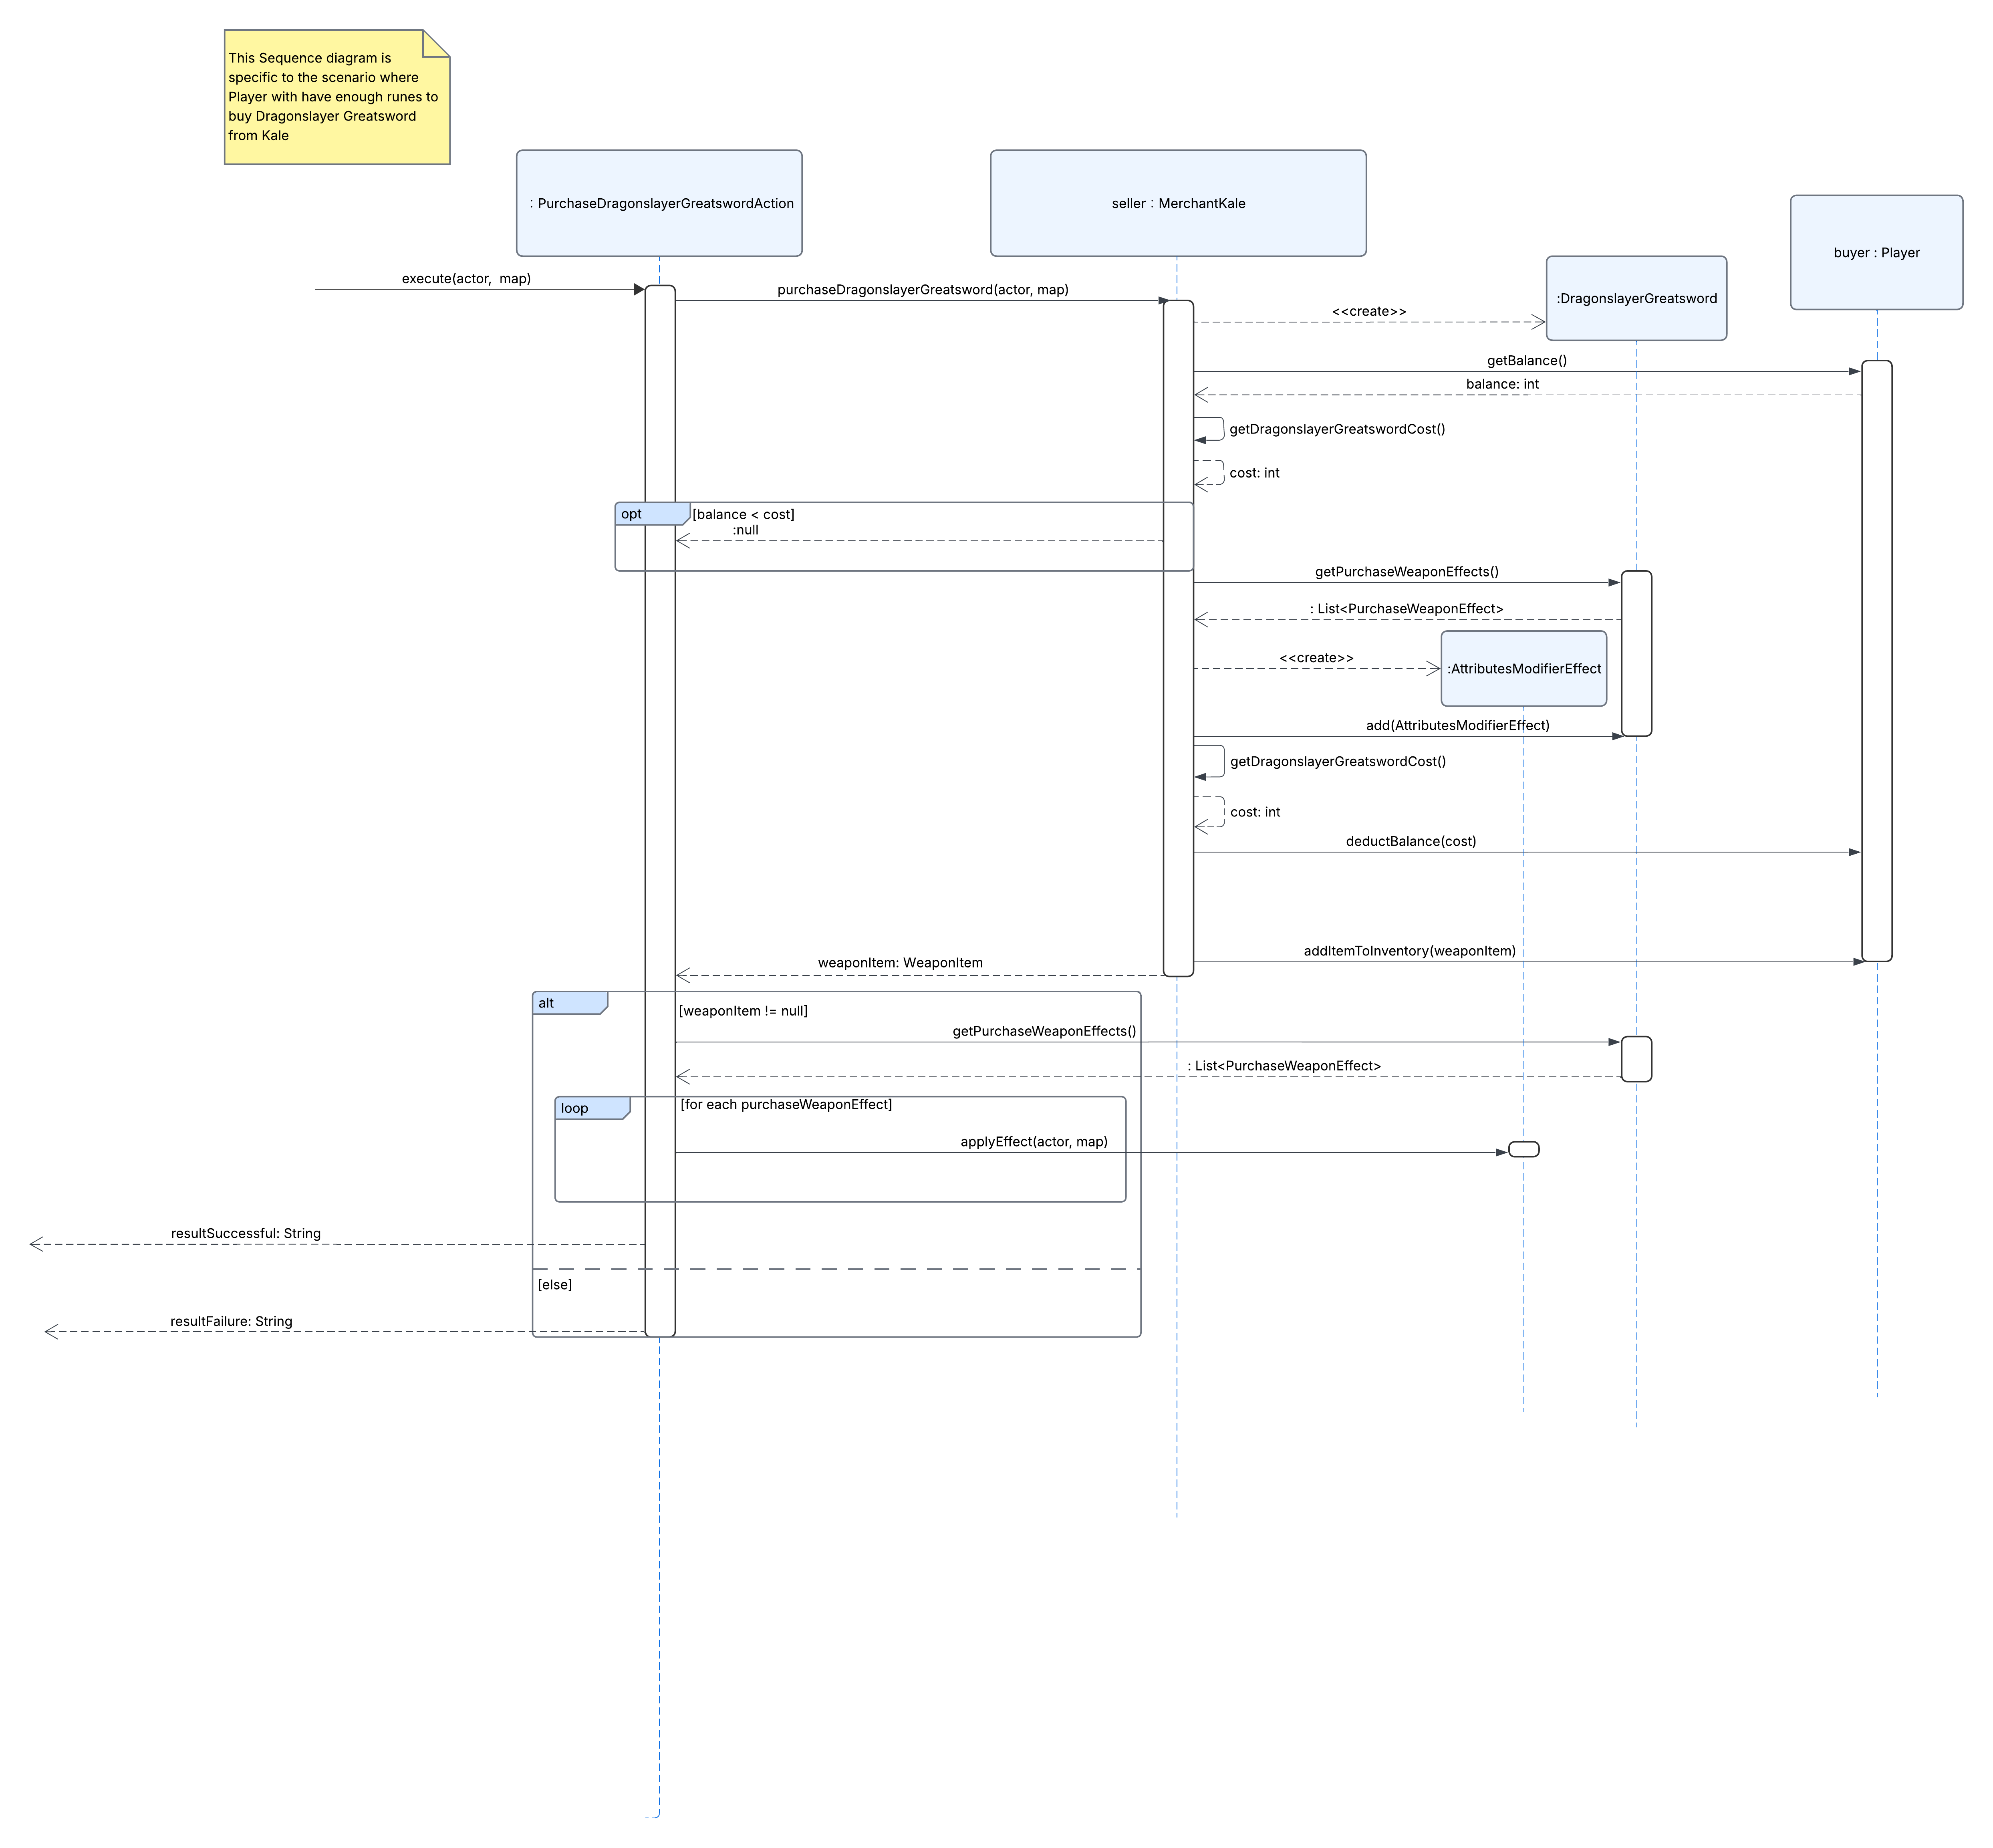 This Sequence diagram is
specific to the scenario where
Player with have enough runes to
buy Dragonslayer Greatsword
from Kale
: PurchaseDragonslayerGreatswordAction
seller : MerchantKale
buyer : Player
:DragonslayerGreatsword
execute(actor,  map)
purchaseDragonslayerGreatsword(actor, map)
<<create>>
getBalance()
balance: int
getDragonslayerGreatswordCost()
cost: int
opt
[balance < cost]
:null
getPurchaseWeaponEffects()
: List<PurchaseWeaponEffect>
<<create>>
:AttributesModifierEffect
add(AttributesModifierEffect)
getDragonslayerGreatswordCost()
cost: int
deductBalance(cost)
addItemToInventory(weaponItem)
weaponItem: WeaponItem
alt
[weaponItem != null]
getPurchaseWeaponEffects()
: List<PurchaseWeaponEffect>
loop
[for each purchaseWeaponEffect]
applyEffect(actor, map)
resultSuccessful: String
[else]
resultFailure: String